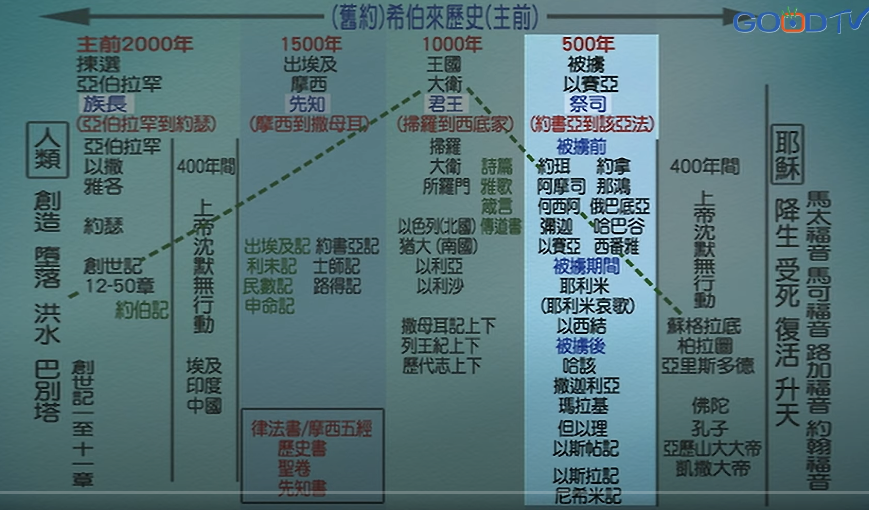 (舊約)希伯來歷史(主前)
GOODTV
主前2000年
揀選
亞伯拉罕
族長
(亞伯拉罕到約瑟)
亞伯拉罕
以撒
雅各
約瑟
創世記
12-50章
約伯記
人類
創造 墮落 洪水 巴別塔
創世記一至十一章
400年間
上帝沈默無行動
埃及
印度
中國
1500年
出埃及
摩西
先知
(摩西到撒母耳)
出埃及記 約書亞記
利未記 士師記
民數記 路得記
申命記
律法書/摩西五經
歷史書
聖卷
先知書
1000年
王國
大衛
君王
(掃羅到西底家)
掃羅
大衛 詩篇
所羅門 雅歌
箴言
以色列(北國) 傳道書
猶大(南國)
以利亞
以利沙
撒母耳記上下
列王紀上下
歷代志上下
500年
被擄
以賽亞
祭司
(約書亞到該亞法)
被擄前
約珥 約拿
阿摩司 那鴻
何西阿 俄巴底亞
彌迦 哈巴谷
以賽亞 西番雅
被擄期間
耶利米
(耶利米哀歌)
以西結
被擄後
哈該
撒迦利亞
瑪拉基
但以理
以斯帖記
以斯拉記
尼希米記
400年間
上帝沈默無行動
蘇格拉底
柏拉圖
亞里斯多德
佛陀
孔子
亞歷山大大帝
凱撒大帝
耶穌
降生 受死 復活 升天
馬太福音 馬可福音 路加福音 約翰福音